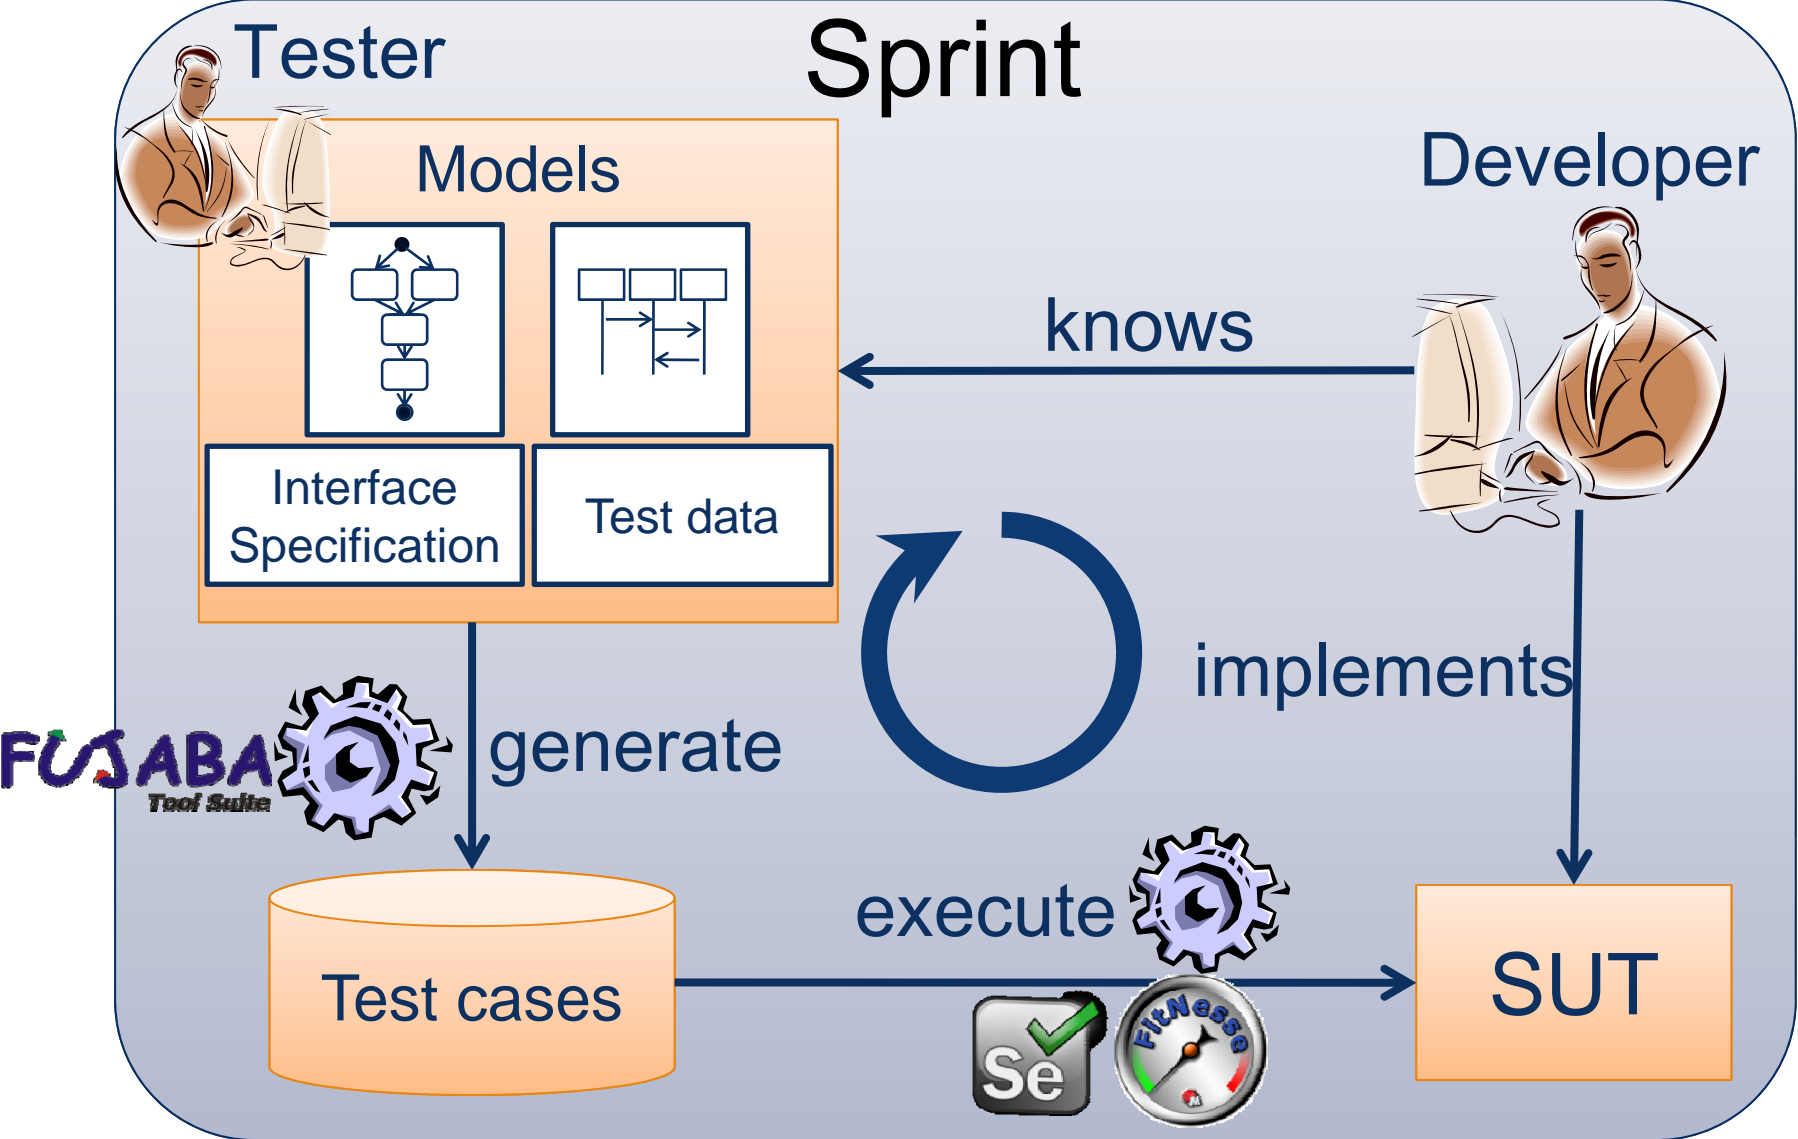 Sprint
Tester
Models
Developer
knows
Interface
Specification
Test data
implements
generate
FUJABA
Tool Suite
execute
Test cases
SUT
Se
FitNesse